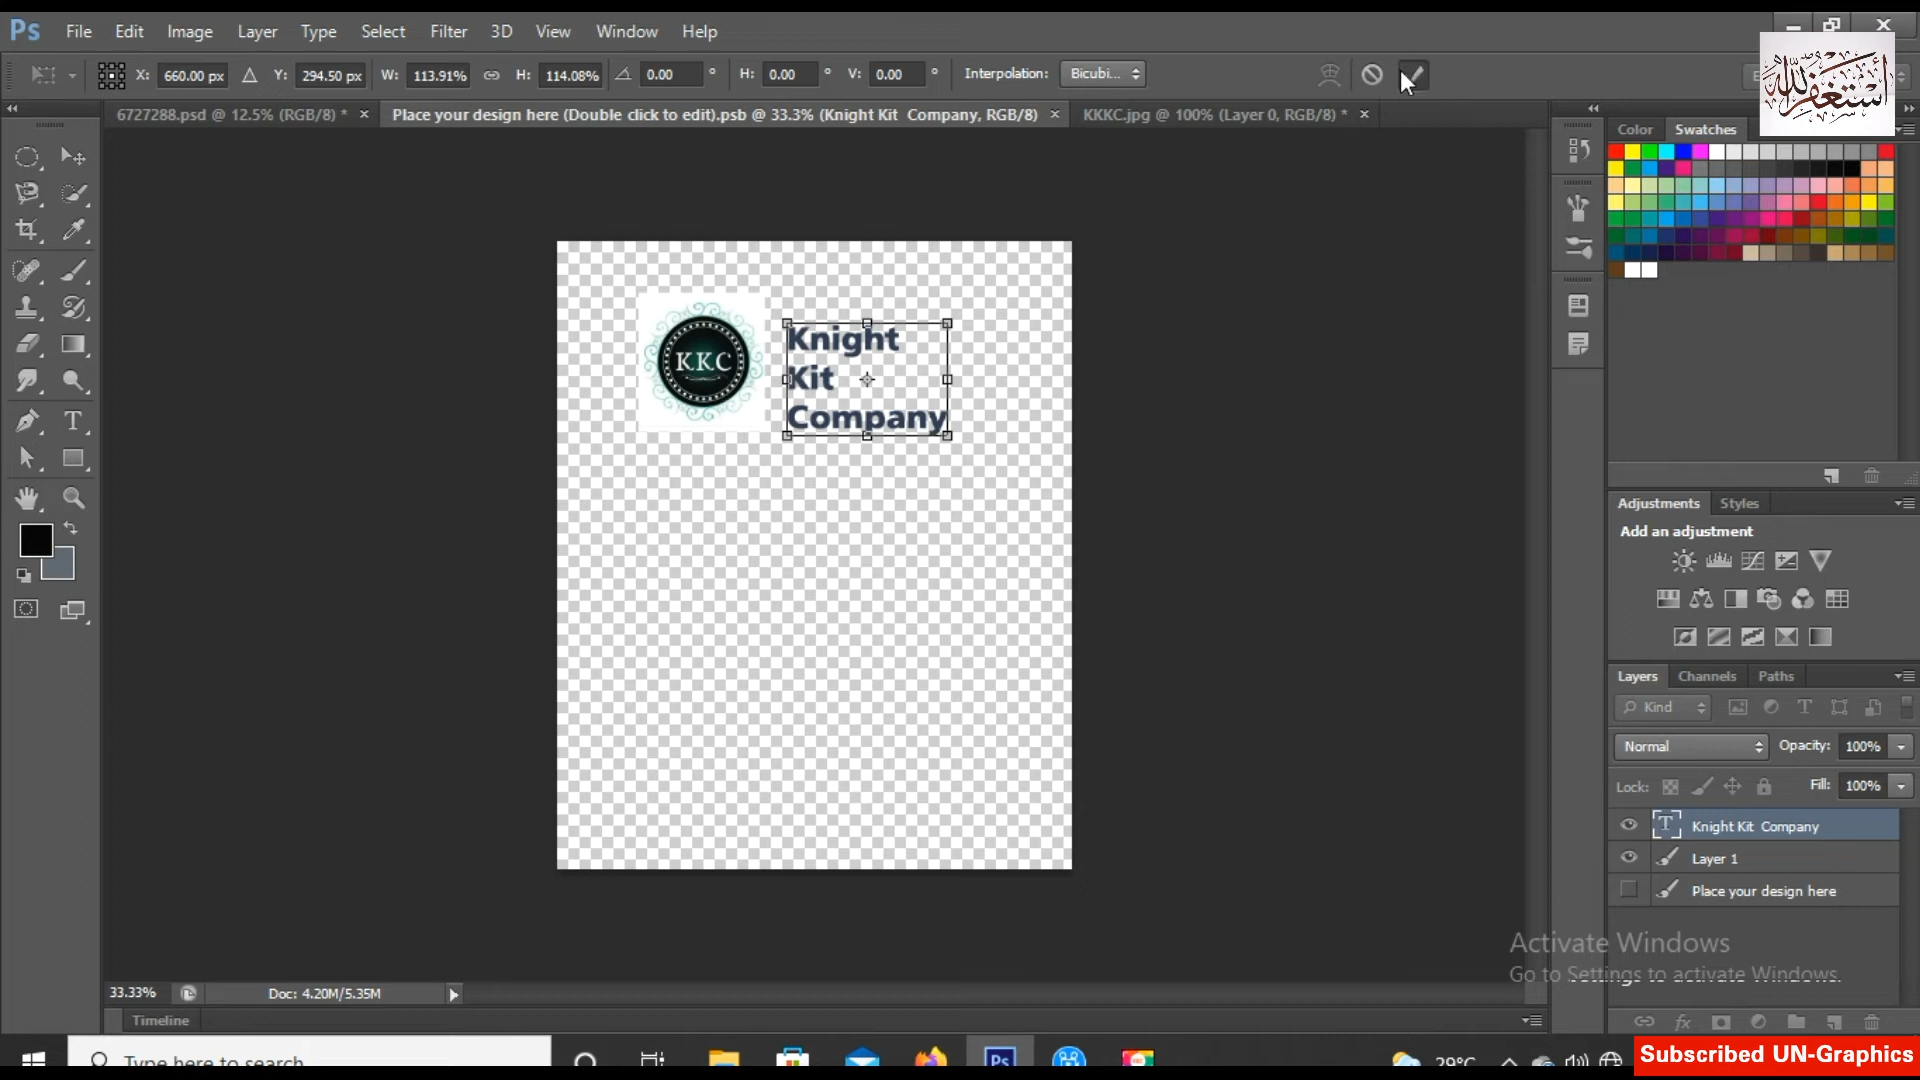 Ps File Edit Image Layer Type Select Filter 3D View Window Help
X: 660.00 px Y: 294.50 px W: 113.91% H: 114.08% 0.00 ° H: 0.00 ° V: 0.00 ° Interpolation: Bicubi...
أستغفر الله
6727288.psd @ 12.5% (RGB/8) * × Place your design here (Double click to edit).psb @ 33.3% (Knight Kit Company, RGB/8) × KKKC.jpg @ 100% (Layer 0, RGB/8) * ×
Color Swatches
KKC
Knight
Kit
Company
Adjustments Styles
Add an adjustment
Layers Channels Paths
Kind
Normal Opacity: 100%
Lock: Fill: 100%
Knight Kit Company
Layer 1
Place your design here
Activate Windows
Go to Settings to activate Windows.
33.33% Doc: 4.20M/5.35M
Timeline
Type here to search
Ps
29°C
Subscribed UN-Graphics